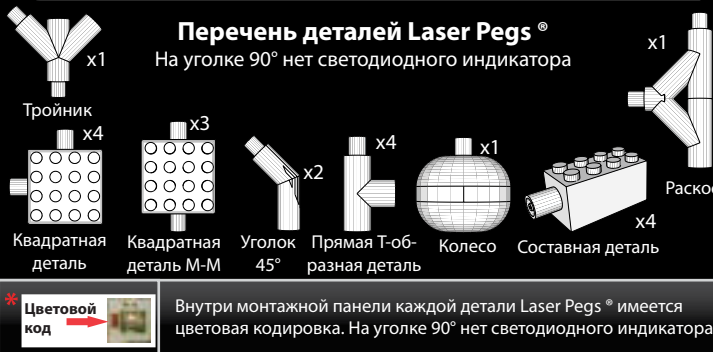 Перечень деталей Laser Pegs ®
На уголке 90° нет светодиодного индикатора
x1
Тройник
x1
x4
Квадратная
деталь
x3
Квадратная
деталь М-М
x2
Уголок
45°
x4
Прямая Т-об-
разная деталь
x1
Колесо
x4
Составная деталь
Раскос
* Цветовой
код
Внутри монтажной панели каждой детали Laser Pegs ® имеется
цветовая кодировка. На уголке 90° нет светодиодного индикатора